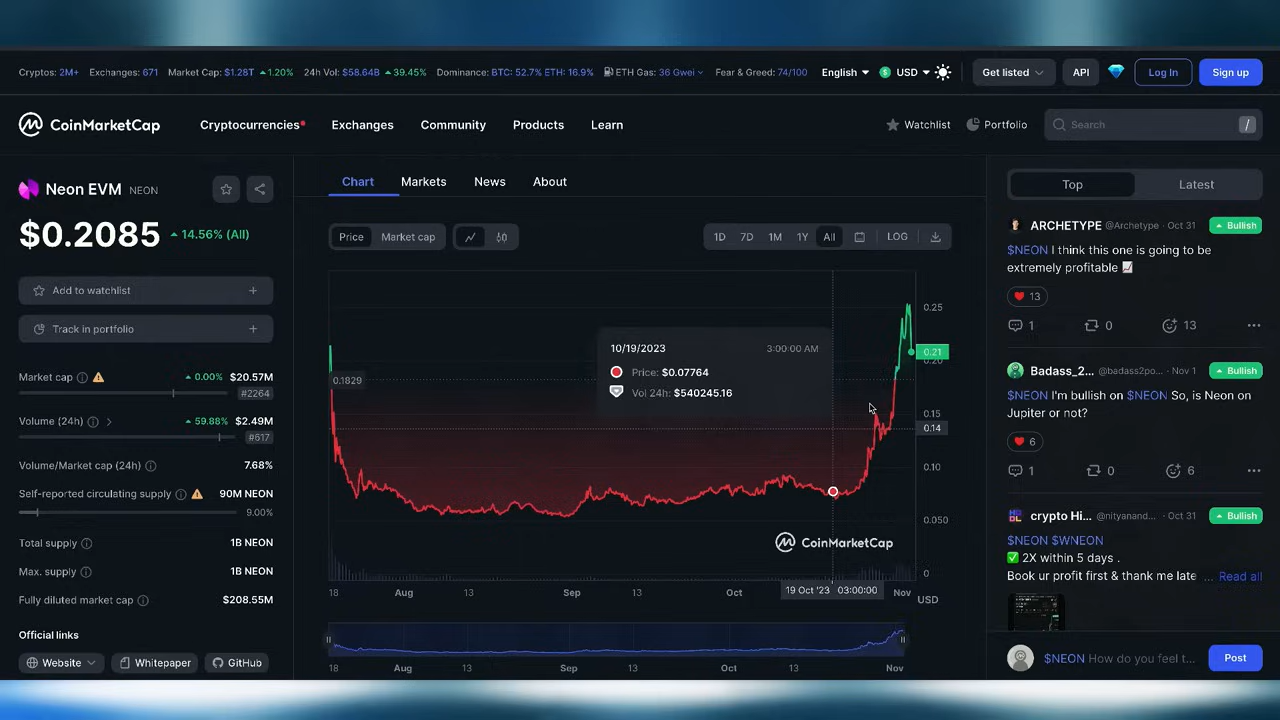 Cryptos: 2M+ Exchanges: 671 Market Cap: $1.28T 1.20% 24h Vol: $58.64B 39.45% Dominance: BTC: 52.7% ETH: 16.9% ETH Gas: 36 Gwei Fear & Greed: 74/100 English USD Get listed API Log In Sign up
CoinMarketCap Cryptocurrencies Exchanges Community Products Learn Watchlist Portfolio Search /
Neon EVM NEON
$0.2085 14.56% (All)
Add to watchlist +
Track in portfolio +
Market cap 0.00% $20.57M
#2264
Volume (24h) 59.88% $2.49M
#617
Volume/Market cap (24h) 7.68%
Self-reported circulating supply 90M NEON
9.00%
Total supply 1B NEON
Max. supply 1B NEON
Fully diluted market cap $208.55M
Official links
Website Whitepaper GitHub
Chart Markets News About
Price Market cap 1D 7D 1M 1Y All LOG
0.25
0.21
0.20
0.1829
0.15
0.14
0.10
0.050
0
10/19/2023 3:00:00 AM
Price: $0.07764
Vol 24h: $540245.16
CoinMarketCap
18 Aug 13 Sep 13 Oct 19 Oct '23 03:00:00 Nov USD
18 Aug 13 Sep 13 Oct 13 Nov
Top Latest
ARCHETYPE @Archetype · Oct 31 Bullish
$NEON I think this one is going to be
extremely profitable
13
1 0 13 ...
Badass_2... @badass2po... · Nov 1 Bullish
$NEON I'm bullish on $NEON So, is Neon on
Jupiter or not?
6
1 0 6 ...
crypto Hi... @nityanand... · Oct 31 Bullish
$NEON $WNEON
2X within 5 days .
Book ur profit first & thank me late ... Read all
$NEON How do you feel t... Post